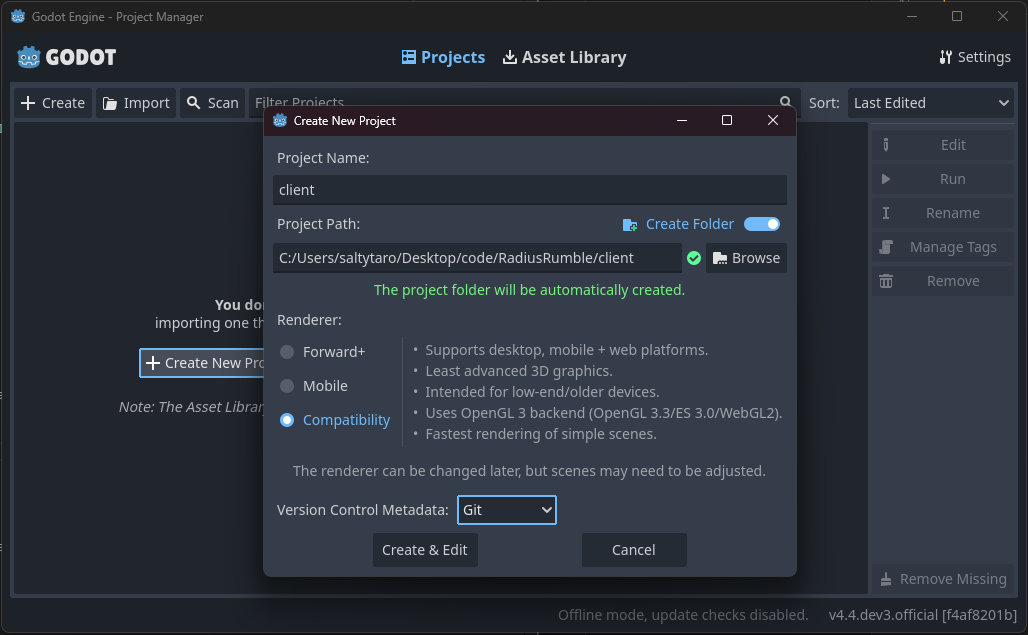 Godot Engine - Project Manager
GODOT
Projects
Asset Library
Settings
Create
Import
Scan
Filter Projects
Sort:
Last Edited
Create New Project
Project Name:
client
Project Path:
Create Folder
C:/Users/saltytaro/Desktop/code/RadiusRumble/client
Browse
The project folder will be automatically created.
Renderer:
Forward+
Mobile
Compatibility
• Supports desktop, mobile + web platforms.
• Least advanced 3D graphics.
• Intended for low-end/older devices.
• Uses OpenGL 3 backend (OpenGL 3.3/ES 3.0/WebGL2).
• Fastest rendering of simple scenes.
The renderer can be changed later, but scenes may need to be adjusted.
Version Control Metadata:
Git
Create & Edit
Cancel
You do
importing one th
Create New Pro
Note: The Asset Library
Edit
Run
Rename
Manage Tags
Remove
Remove Missing
Offline mode, update checks disabled.
v4.4.dev3.official [f4af8201b]